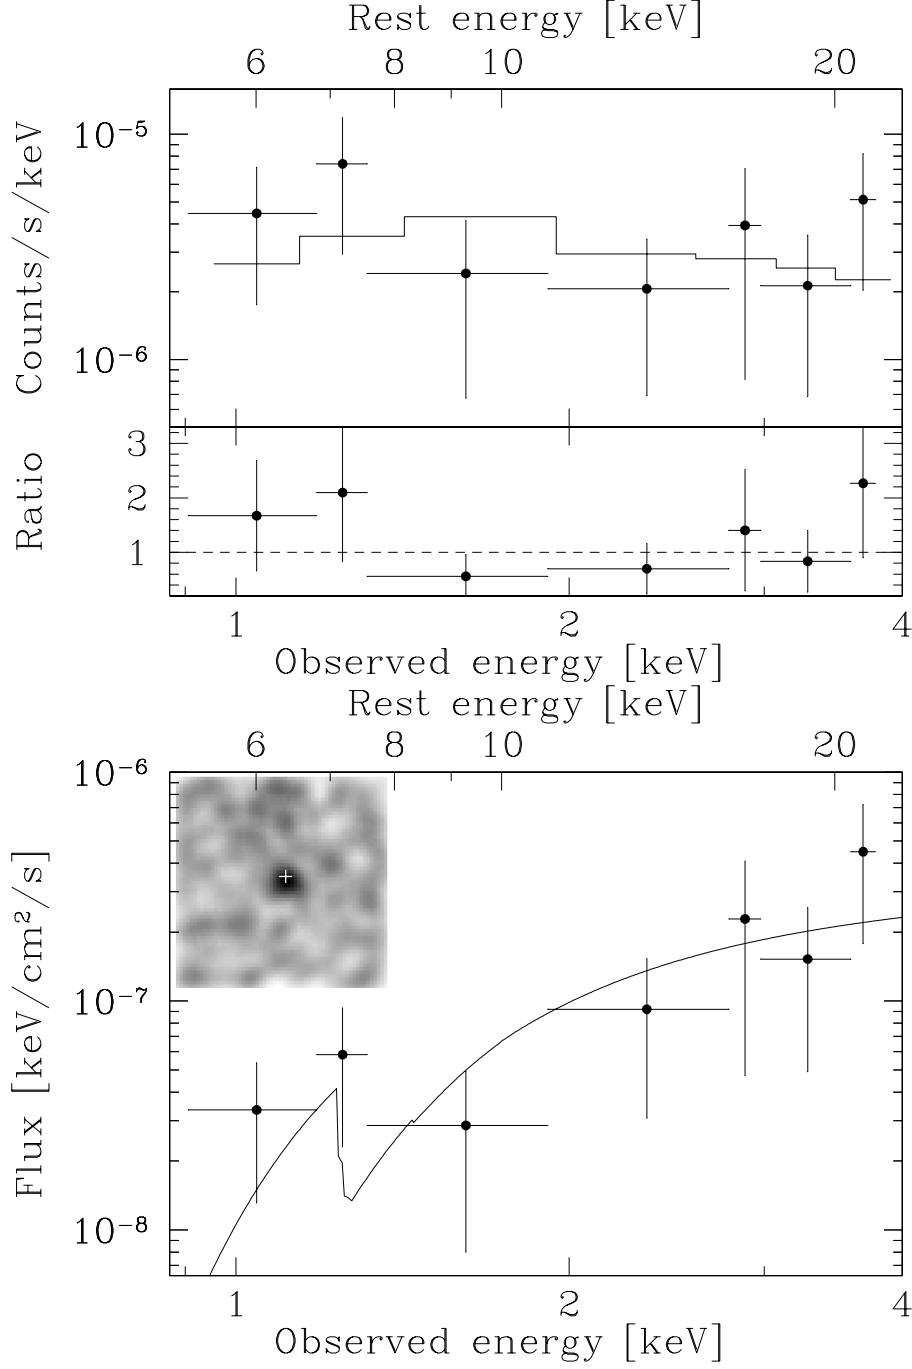 Rest energy [keV]
6 8 10 20
10⁻⁵
Counts/s/keV
10⁻⁶
3
Ratio
2
1
1 2 4
Observed energy [keV]
Rest energy [keV]
6 8 10 20
10⁻⁶
Flux [keV/cm²/s]
10⁻⁷
10⁻⁸
1 2 4
Observed energy [keV]